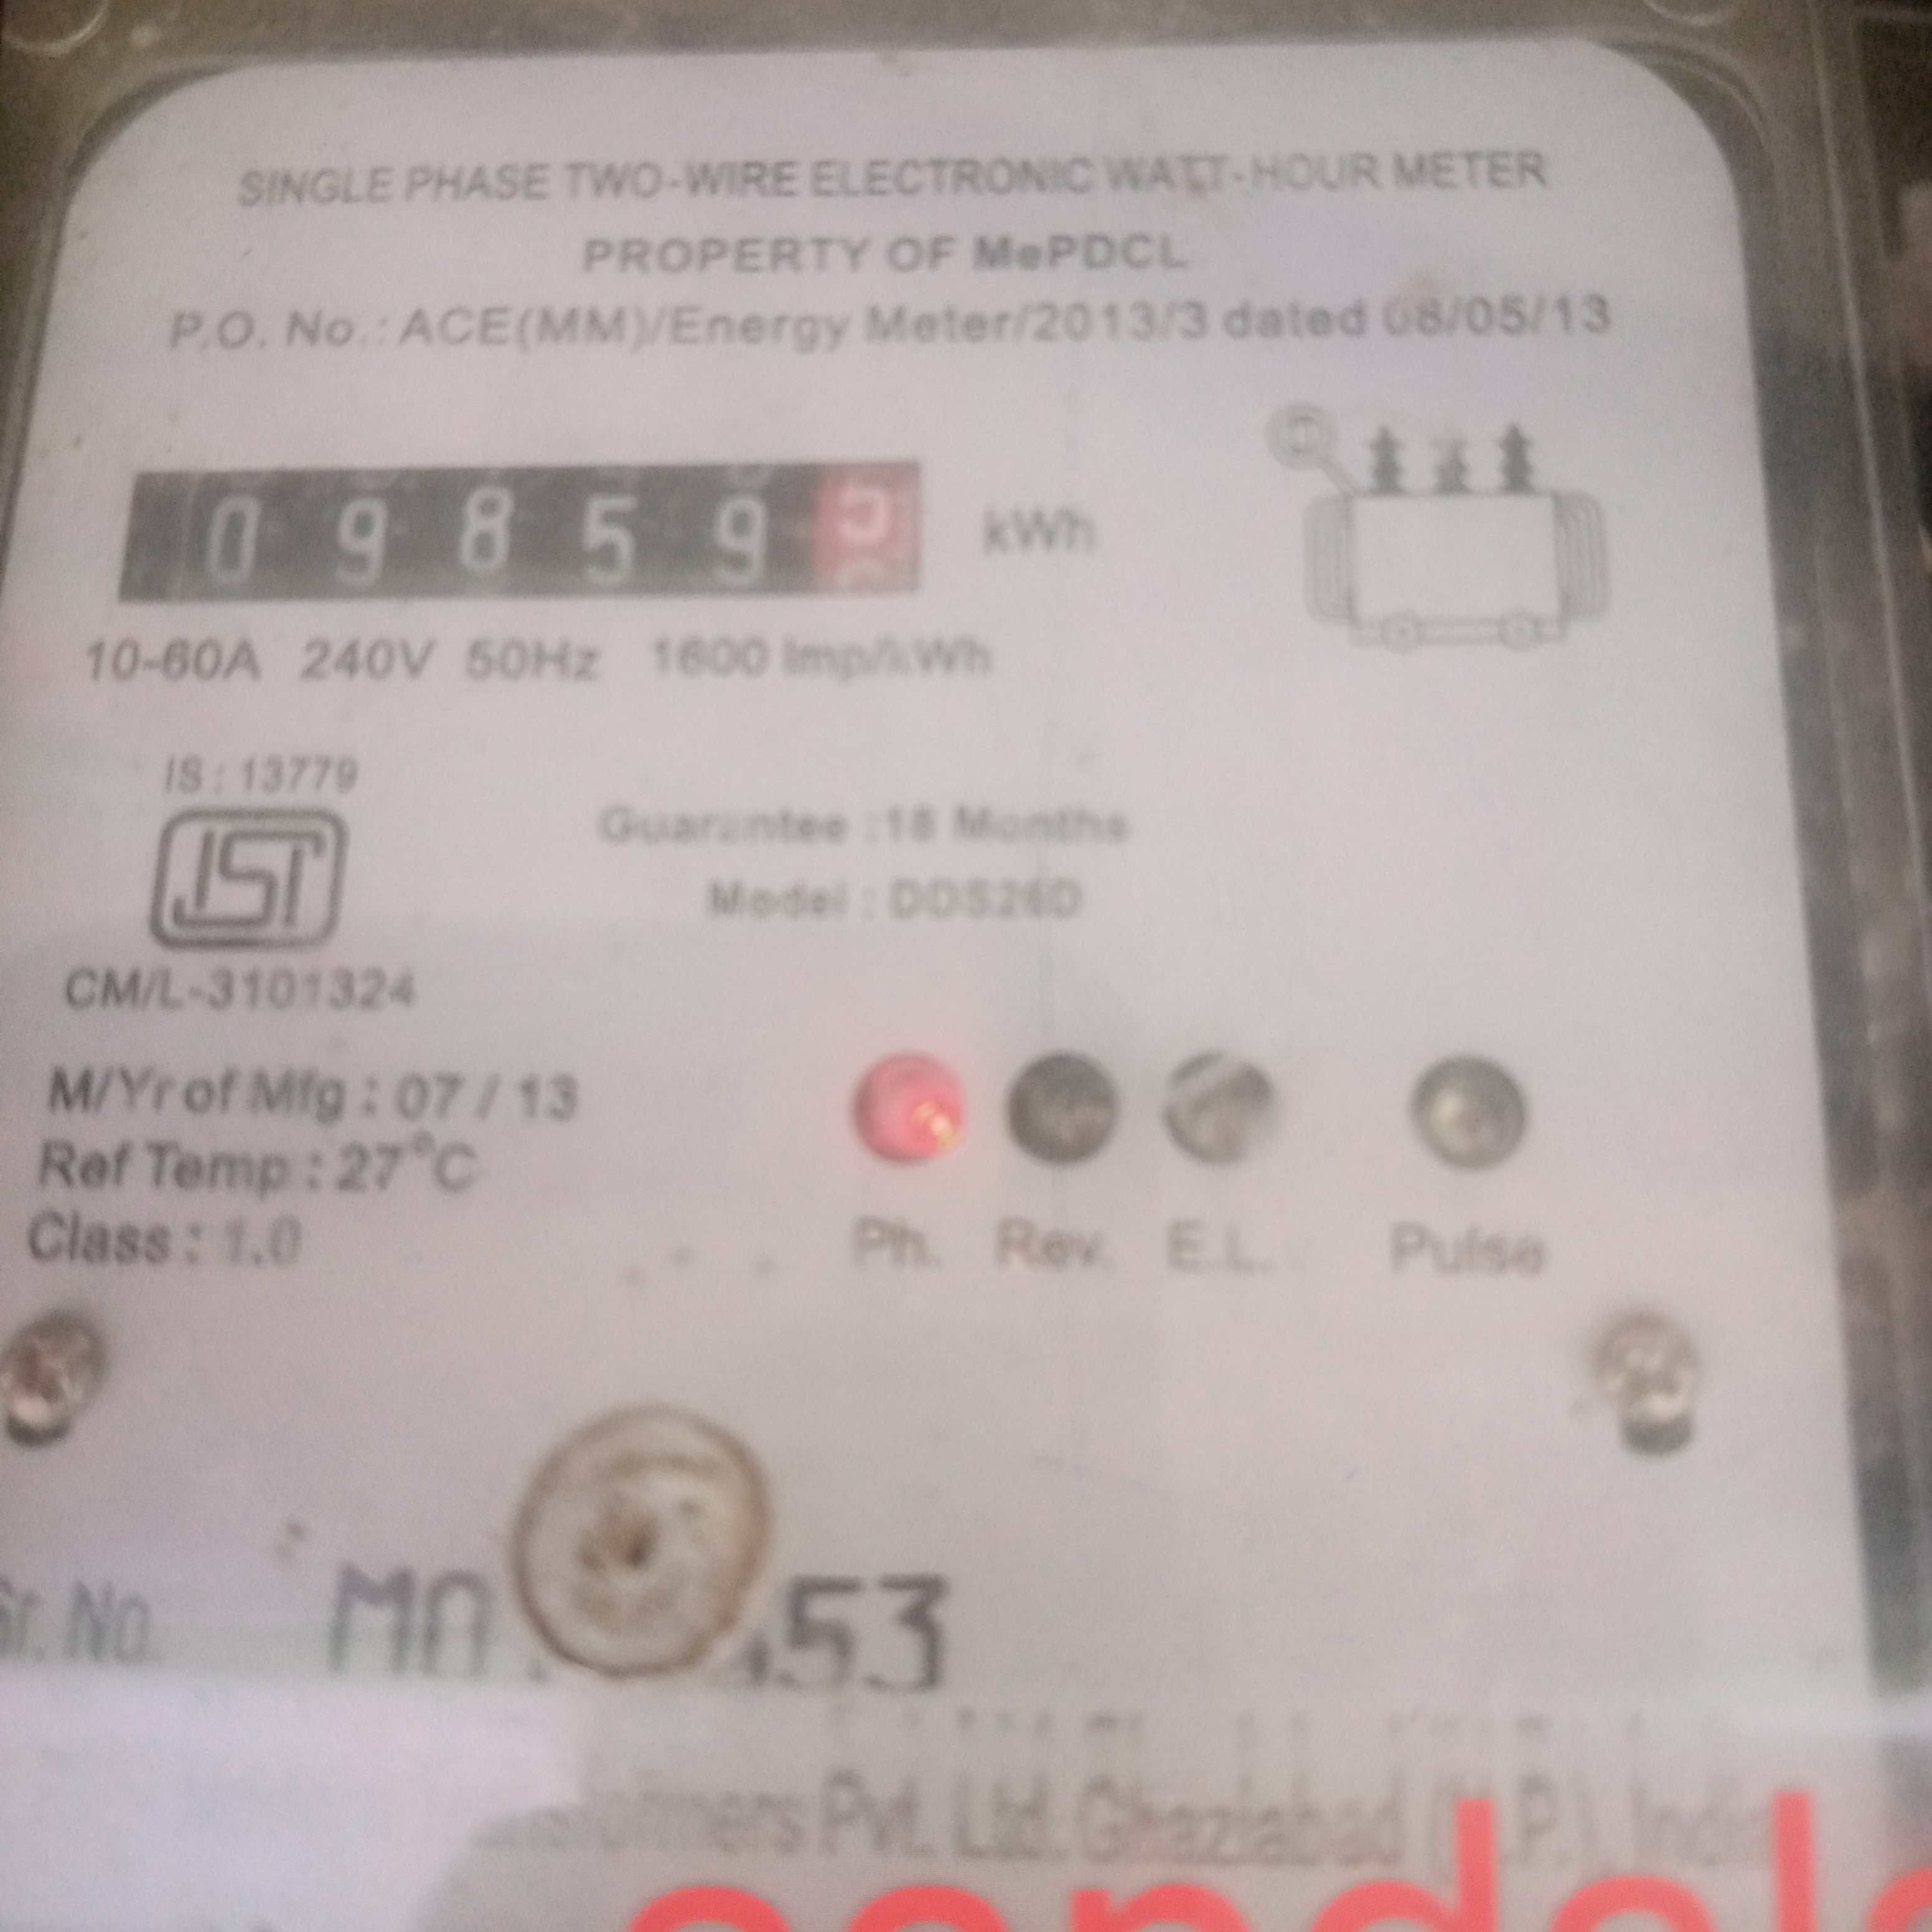 SINGLE PHASE TWO-WIRE ELECTRONIC WATT-HOUR METER
PROPERTY OF MePDCL
P.O. No.: ACE(MM)/Energy Meter/2013/3 dated 08/05/13
0 9 8 5 9 5 kWh
10-60A 240V 50Hz 1600 Imp/kWh
IS : 13779
ISI
CM/L-3101324
Guarantee :18 Months
Model : DDS26D
M/Yr of Mfg : 07 / 13
Ref Temp : 27°C
Class : 1.0
Ph. Rev. E.L. Pulse
Sr. No.
Pvt. Ltd. Ghaziabad (U.P.), India